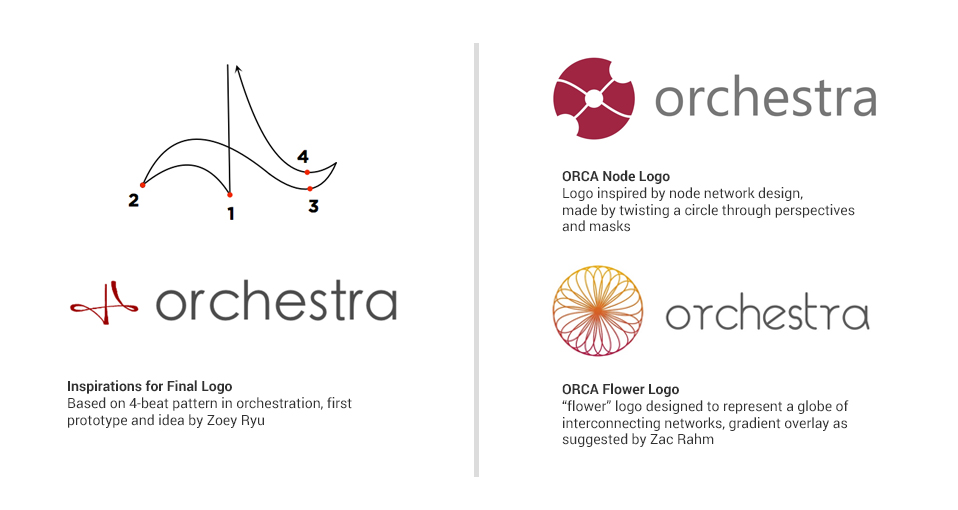 4
2
1
3
orchestra
Inspirations for Final Logo
Based on 4-beat pattern in orchestration, first
prototype and idea by Zoey Ryu
orchestra
ORCA Node Logo
Logo inspired by node network design,
made by twisting a circle through perspectives
and masks
orchestra
ORCA Flower Logo
“flower” logo designed to represent a globe of
interconnecting networks, gradient overlay as
suggested by Zac Rahm